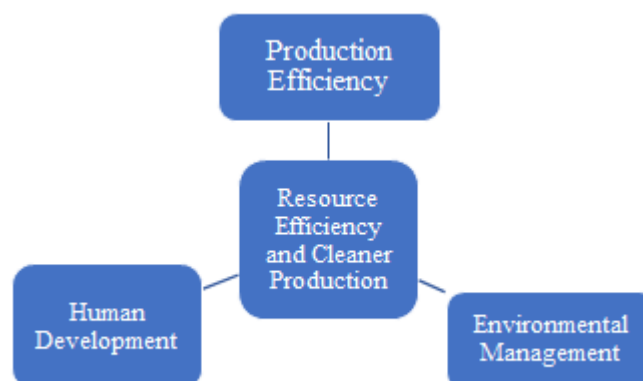 Production
Efficiency
Resource
Efficiency
and Cleaner
Production
Human
Development
Environmental
Management